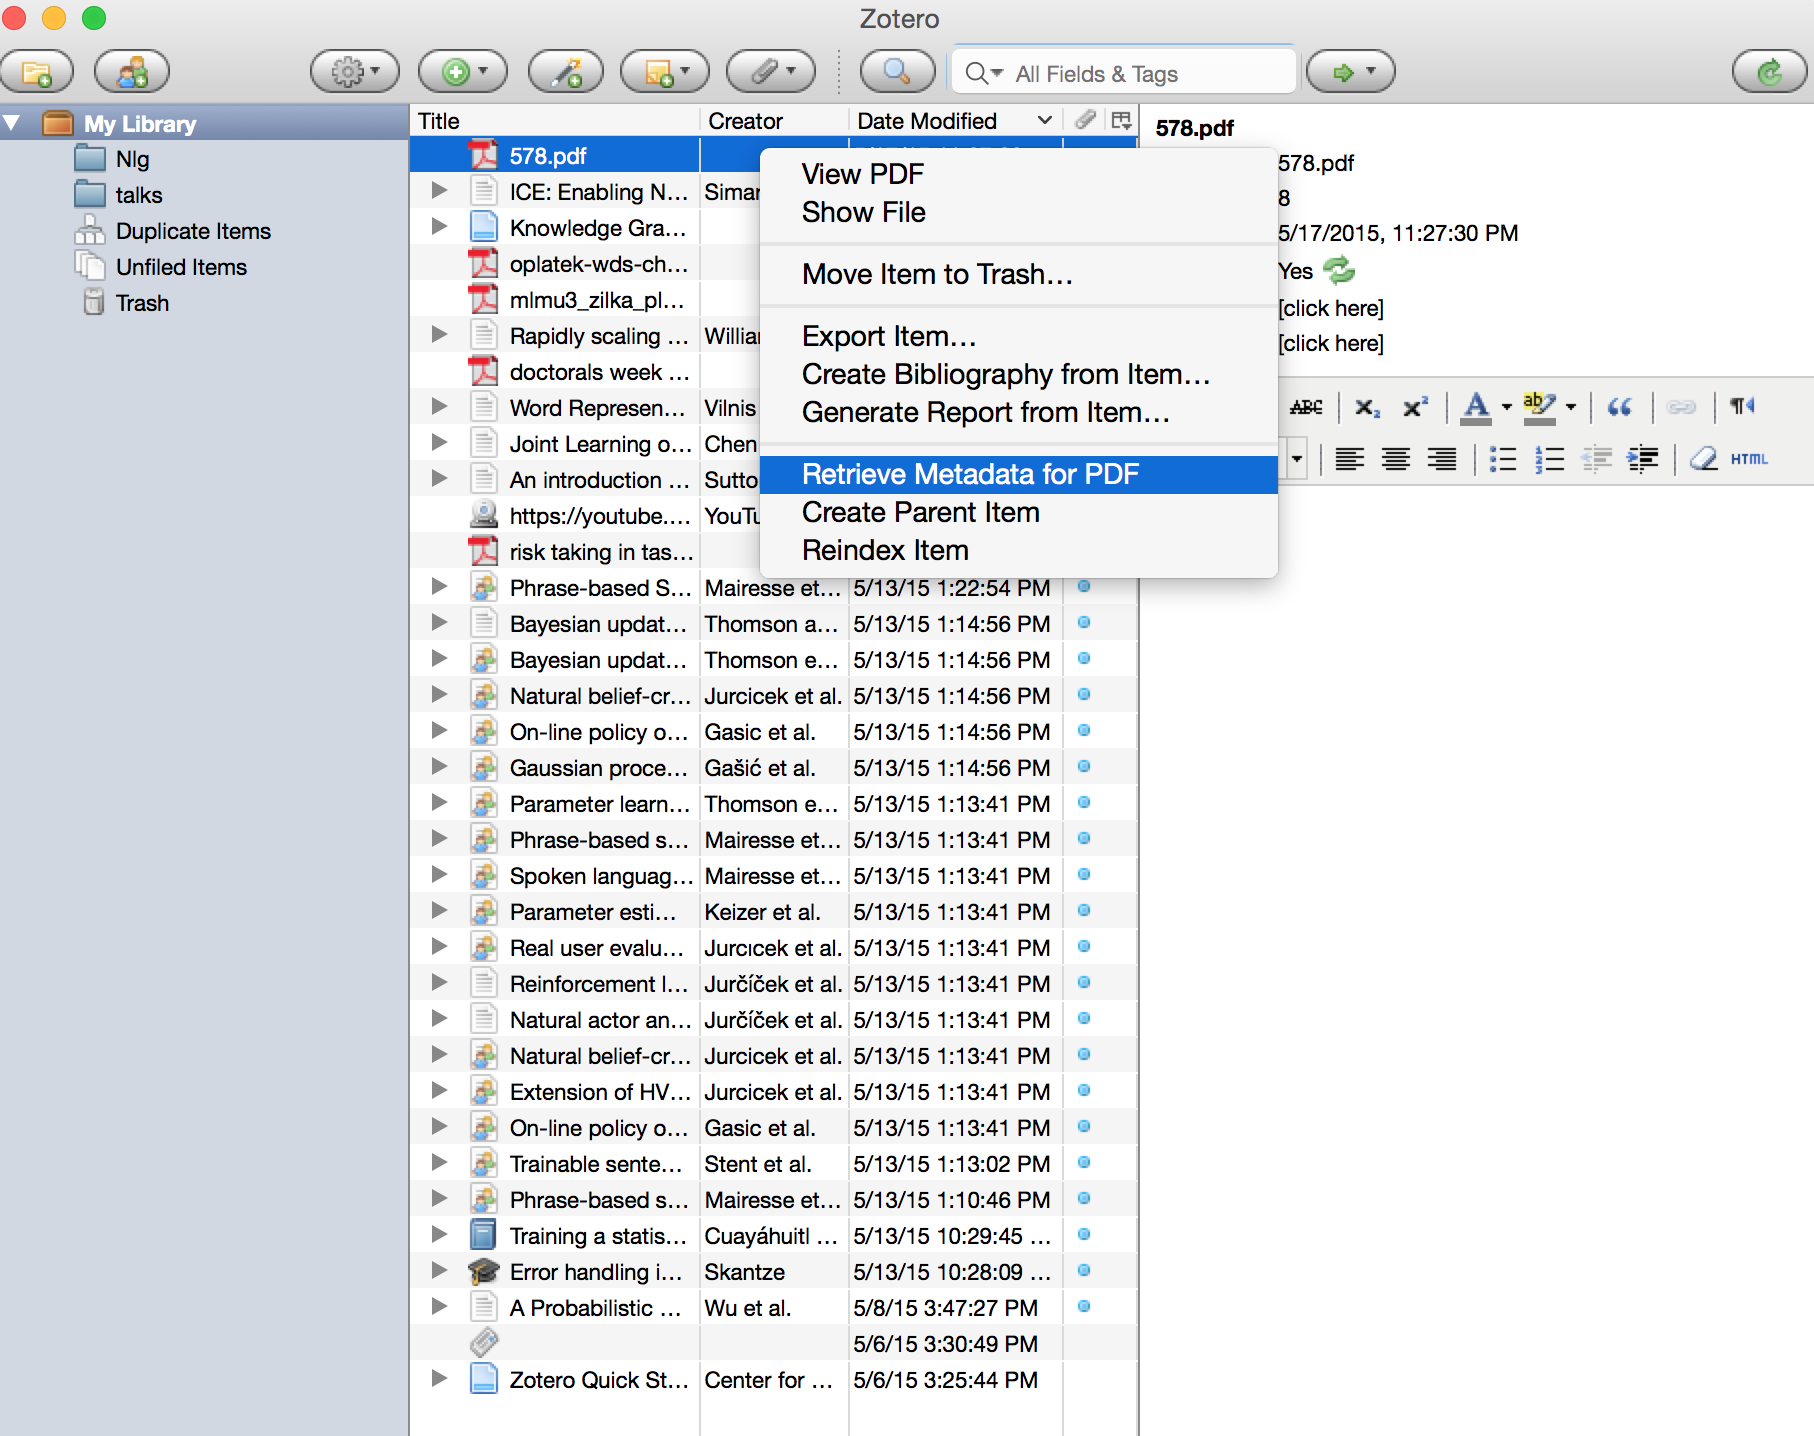 Zotero
All Fields & Tags
My Library
Nlg
talks
Duplicate Items
Unfiled Items
Trash
Title Creator Date Modified
578.pdf
ICE: Enabling N... Simar
Knowledge Gra...
oplatek-wds-ch...
mlmu3_zilka_pl...
Rapidly scaling ... Willia
doctorals week ...
Word Represen... Vilnis
Joint Learning o... Chen
An introduction ... Sutto
https://youtube.... YouTu
risk taking in tas...
Phrase-based S... Mairesse et... 5/13/15 1:22:54 PM
Bayesian updat... Thomson a... 5/13/15 1:14:56 PM
Bayesian updat... Thomson e... 5/13/15 1:14:56 PM
Natural belief-cr... Jurcicek et al. 5/13/15 1:14:56 PM
On-line policy o... Gasic et al. 5/13/15 1:14:56 PM
Gaussian proce... Gašić et al. 5/13/15 1:14:56 PM
Parameter learn... Thomson e... 5/13/15 1:13:41 PM
Phrase-based s... Mairesse et... 5/13/15 1:13:41 PM
Spoken languag... Mairesse et... 5/13/15 1:13:41 PM
Parameter esti... Keizer et al. 5/13/15 1:13:41 PM
Real user evalu... Jurcıcek et al. 5/13/15 1:13:41 PM
Reinforcement l... Jurčíček et al. 5/13/15 1:13:41 PM
Natural actor an... Jurčíček et al. 5/13/15 1:13:41 PM
Natural belief-cr... Jurcicek et al. 5/13/15 1:13:41 PM
Extension of HV... Jurcicek et al. 5/13/15 1:13:41 PM
On-line policy o... Gasic et al. 5/13/15 1:13:41 PM
Trainable sente... Stent et al. 5/13/15 1:13:02 PM
Phrase-based s... Mairesse et... 5/13/15 1:10:46 PM
Training a statis... Cuayáhuitl ... 5/13/15 10:29:45 ...
Error handling i... Skantze 5/13/15 10:28:09 ...
A Probabilistic ... Wu et al. 5/8/15 3:47:27 PM
5/6/15 3:30:49 PM
Zotero Quick St... Center for ... 5/6/15 3:25:44 PM
View PDF
Show File
Move Item to Trash...
Export Item...
Create Bibliography from Item...
Generate Report from Item...
Retrieve Metadata for PDF
Create Parent Item
Reindex Item
578.pdf
578.pdf
8
5/17/2015, 11:27:30 PM
Yes
[click here]
[click here]
ABC X₂ X² A ab
HTML